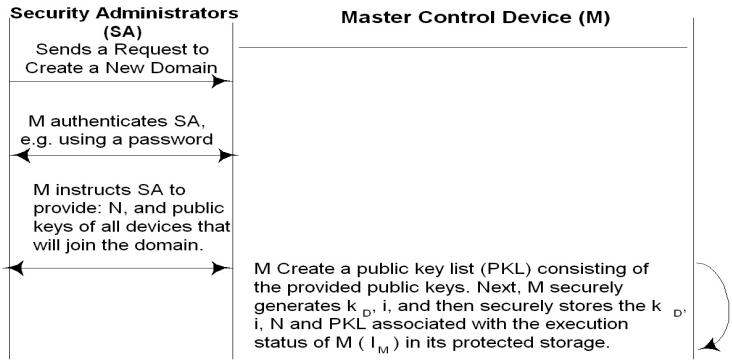 Security Administrators
(SA)
Master Control Device (M)
Sends a Request to
Create a New Domain
M authenticates SA,
e.g. using a password
M instructs SA to
provide: N, and public
keys of all devices that
will join the domain.
M Create a public key list (PKL) consisting of
the provided public keys. Next, M securely
generates k D, i, and then securely stores the k D,
i, N and PKL associated with the execution
status of M ( I M ) in its protected storage.